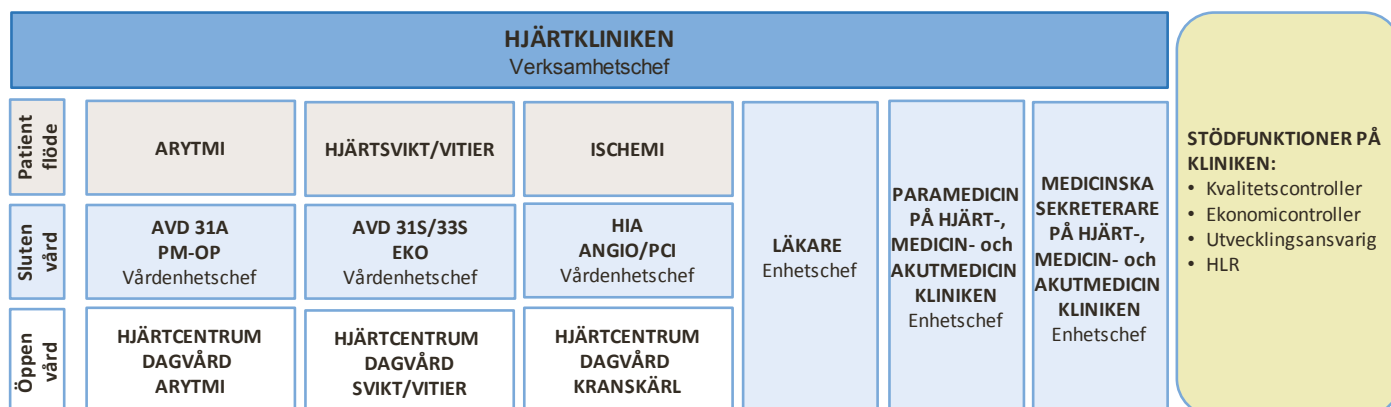 HJÄRTKLINIKEN
Verksamhetschef
Patient
flöde
ARYTMI
HJÄRTSVIKT/VITIER
ISCHEMI
Sluten
vård
AVD 31A
PM-OP
Vårdenhetschef
AVD 31S/33S
EKO
Vårdenhetschef
HIA
ANGIO/PCI
Vårdenhetschef
Öppen
vård
HJÄRTCENTRUM
DAGVÅRD
ARYTMI
HJÄRTCENTRUM
DAGVÅRD
SVIKT/VITIER
HJÄRTCENTRUM
DAGVÅRD
KRANSKÄRL
LÄKARE
Enhetschef
PARAMEDICIN
PÅ HJÄRT-,
MEDICIN- och
AKUTMEDICIN
KLINIKEN
Enhetschef
MEDICINSKA
SEKRETERARE
PÅ HJÄRT-,
MEDICIN- och
AKUTMEDICIN
KLINIKEN
Enhetschef
STÖDFUNKTIONER PÅ
KLINIKEN:
• Kvalitetscontroller
• Ekonomicontroller
• Utvecklingsansvarig
• HLR